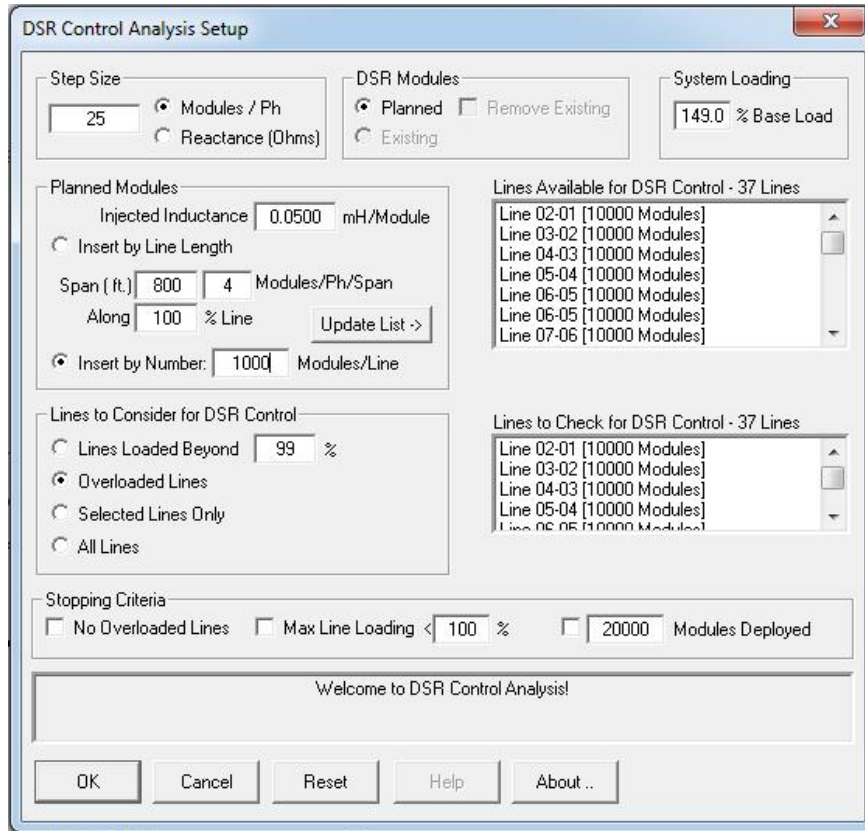 DSR Control Analysis Setup
Step Size
25
Modules / Ph
Reactance (Ohms)
DSR Modules
Planned
Remove Existing
Existing
System Loading
149.0 % Base Load
Planned Modules
Injected Inductance 0.0500 mH/Module
Insert by Line Length
Span ( ft.) 800 4 Modules/Ph/Span
Along 100 % Line
Update List ->
Insert by Number: 1000 Modules/Line
Lines Available for DSR Control - 37 Lines
Line 02-01 [10000 Modules]
Line 03-02 [10000 Modules]
Line 04-03 [10000 Modules]
Line 05-04 [10000 Modules]
Line 06-05 [10000 Modules]
Line 06-05 [10000 Modules]
Line 07-06 [10000 Modules]
Lines to Consider for DSR Control
Lines Loaded Beyond 99 %
Overloaded Lines
Selected Lines Only
All Lines
Lines to Check for DSR Control - 37 Lines
Line 02-01 [10000 Modules]
Line 03-02 [10000 Modules]
Line 04-03 [10000 Modules]
Line 05-04 [10000 Modules]
Line 06-05 [10000 Modules]
Stopping Criteria
No Overloaded Lines
Max Line Loading < 100 %
20000 Modules Deployed
Welcome to DSR Control Analysis!
OK
Cancel
Reset
Help
About ..